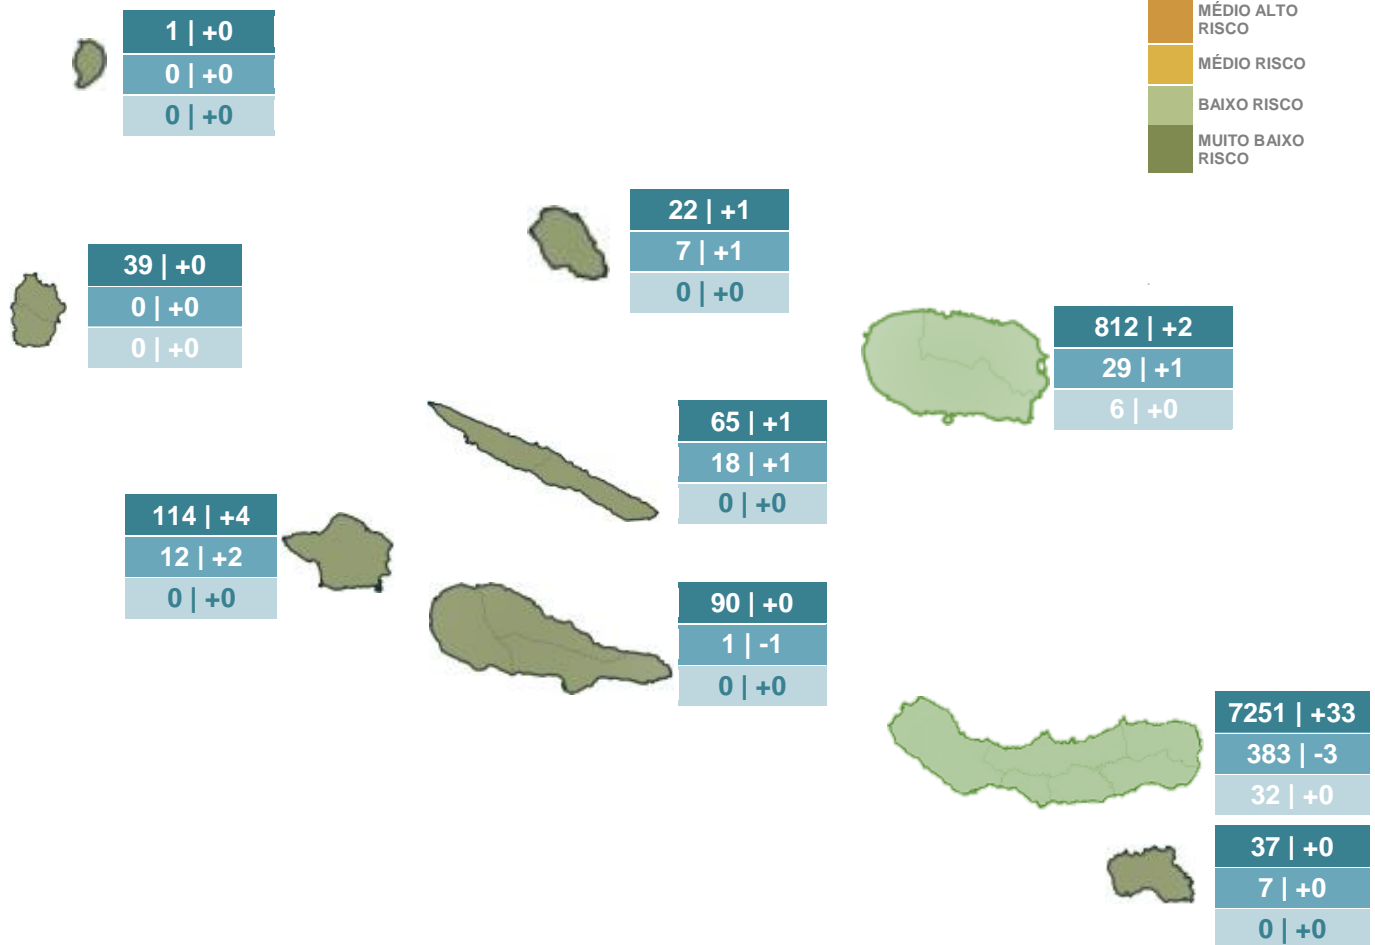 1 | +0
0 | +0
0 | +0
MÉDIO ALTO
RISCO
MÉDIO RISCO
BAIXO RISCO
MUITO BAIXO
RISCO
22 | +1
7 | +1
0 | +0
39 | +0
0 | +0
0 | +0
812 | +2
29 | +1
6 | +0
65 | +1
18 | +1
0 | +0
114 | +4
12 | +2
0 | +0
90 | +0
1 | -1
0 | +0
7251 | +33
383 | -3
32 | +0
37 | +0
7 | +0
0 | +0